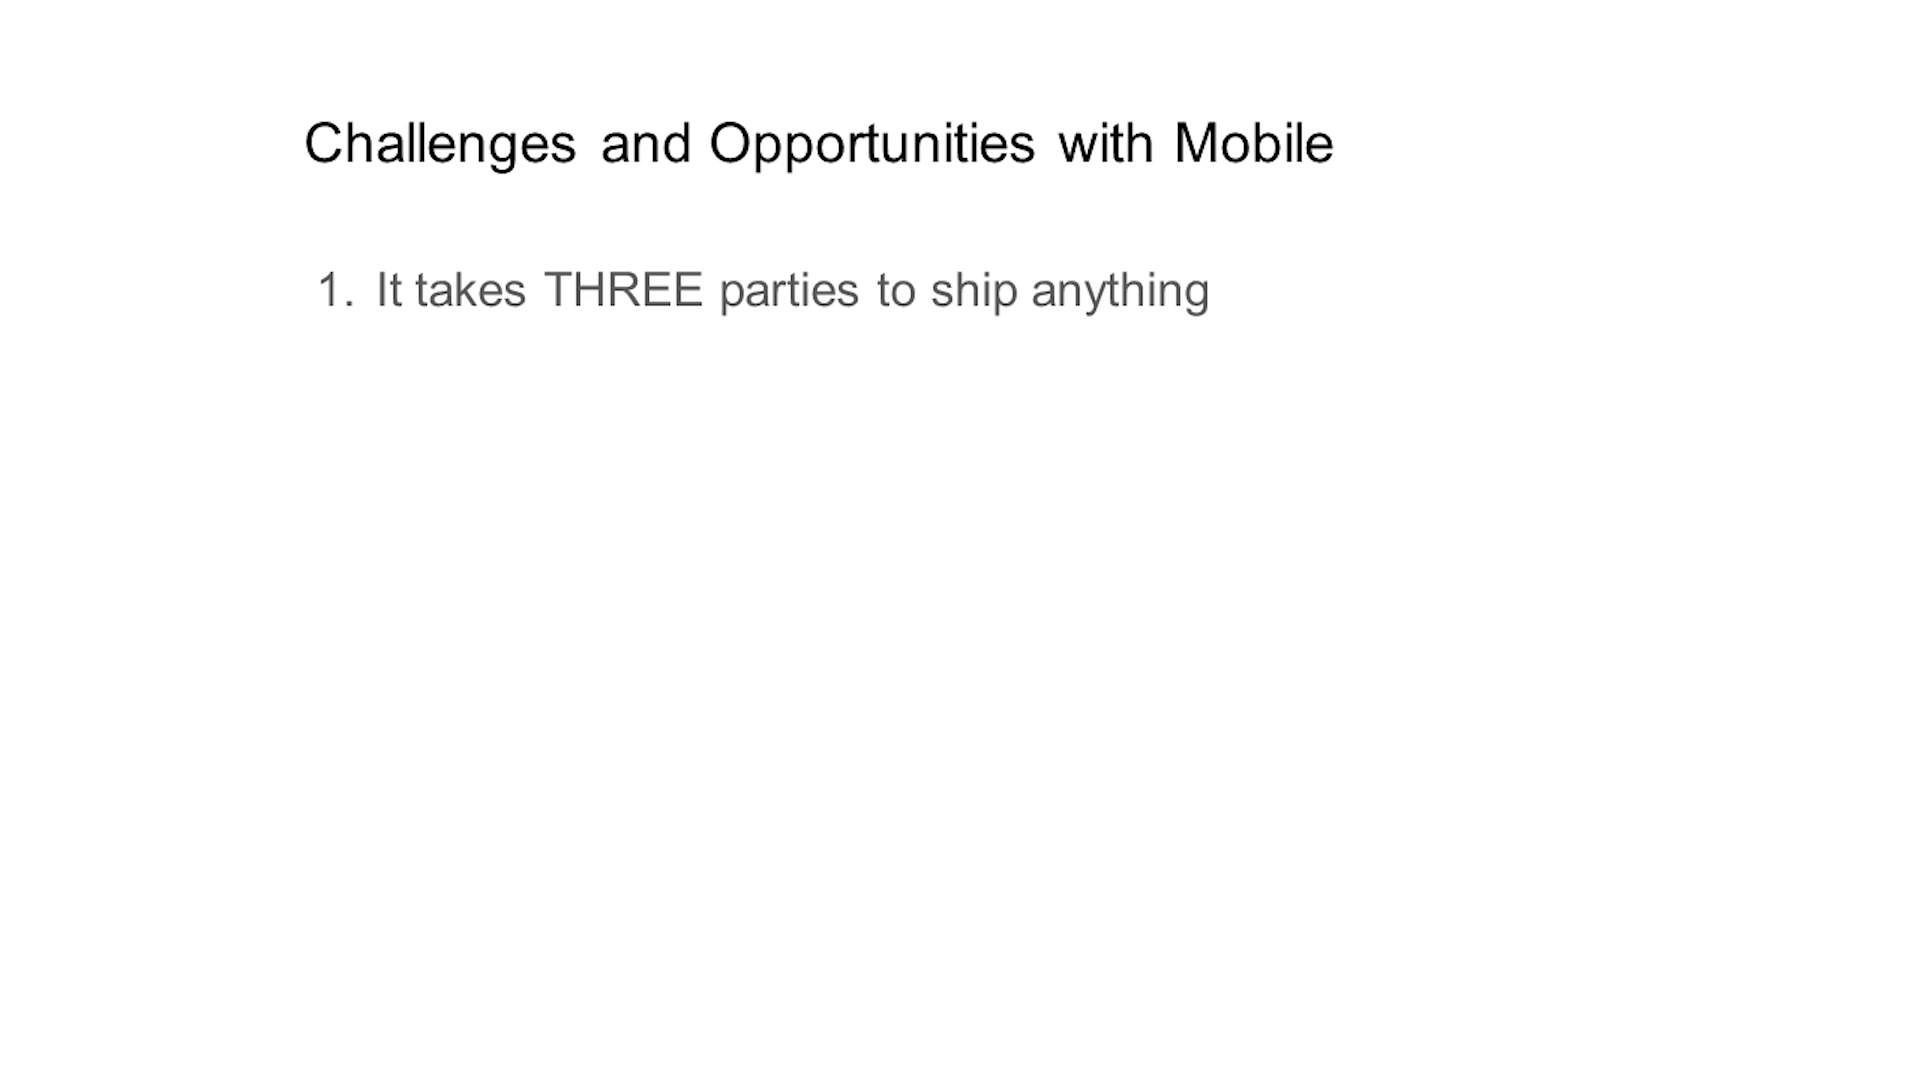 Challenges and Opportunities with Mobile
1. It takes THREE parties to ship anything